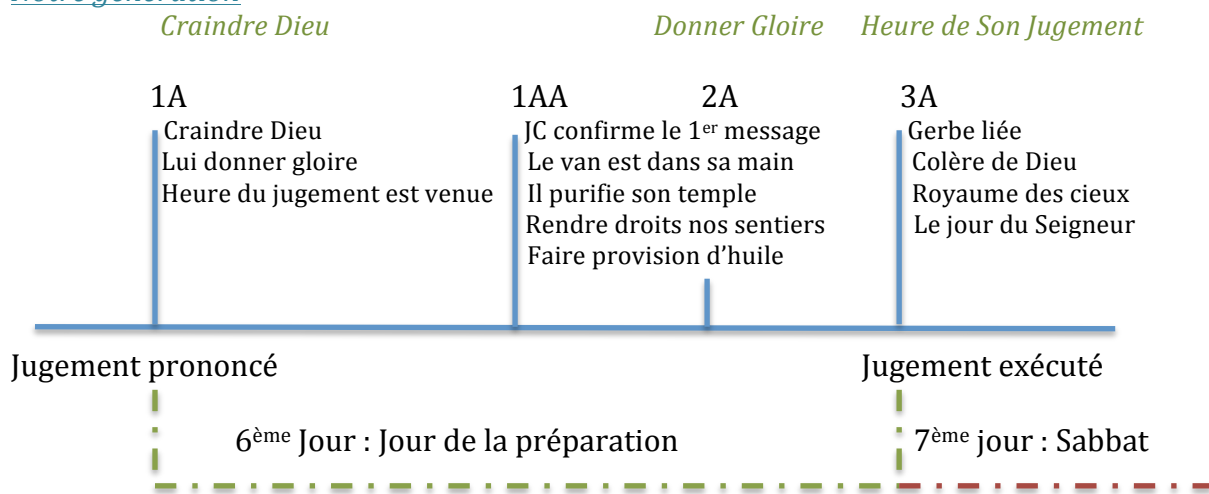 Notre génération
Craindre Dieu Donner Gloire Heure de Son Jugement
1A 1AA 2A 3A
Craindre Dieu JC confirme le 1er message Gerbe liée
Lui donner gloire Le van est dans sa main Colère de Dieu
Heure du jugement est venue Il purifie son temple Royaume des cieux
Rendre droits nos sentiers Le jour du Seigneur
Faire provision d'huile
Jugement prononcé Jugement exécuté
6ème Jour : Jour de la préparation 7ème jour : Sabbat